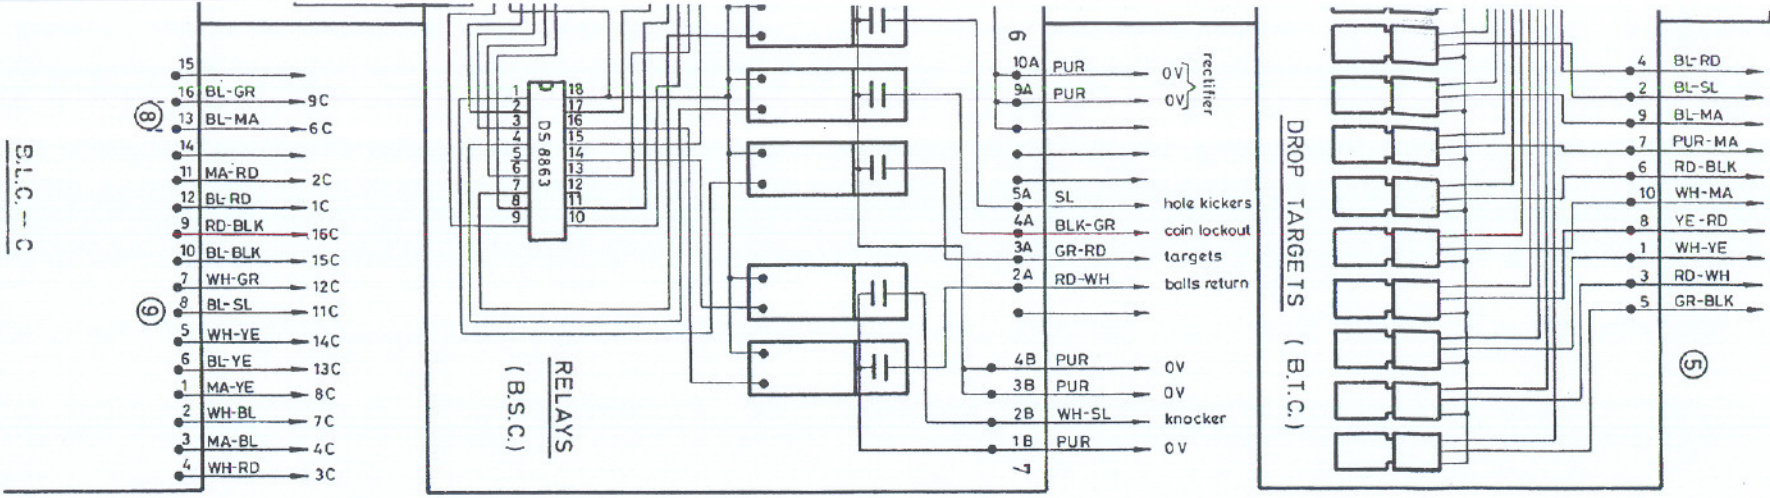 15
16 BL-GR 9C
8
13 BL-MA 6C
14
11 MA-RD 2C
12 BL-RD 1C
9 RD-BLK 16C
10 BL-BLK 15C
7 WH-GR 12C
8 BL-SL 11C
9
5 WH-YE 14C
6 BL-YE 13C
1 MA-YE 8C
2 WH-BL 7C
3 MA-BL 4C
4 WH-RD 3C
B.L.C. -- C
1 18
2 17
3 16
4 15
5 14
6 13
7 12
8 11
9 10
DS 8863
RELAYS
(B.S.C.)
6
10A PUR 0V
9A PUR 0V
rectifier
5A SL hole kickers
4A BLK-GR coin lockout
3A GR-RD targets
2A RD-WH balls return
4B PUR 0V
3B PUR 0V
2B WH-SL knocker
1B PUR 0V
7
DROP TARGETS (B.T.C.)
4 BL-RD
2 BL-SL
9 BL-MA
7 PUR-MA
6 RD-BLK
10 WH-MA
8 YE-RD
1 WH-YE
3 RD-WH
5 GR-BLK
5